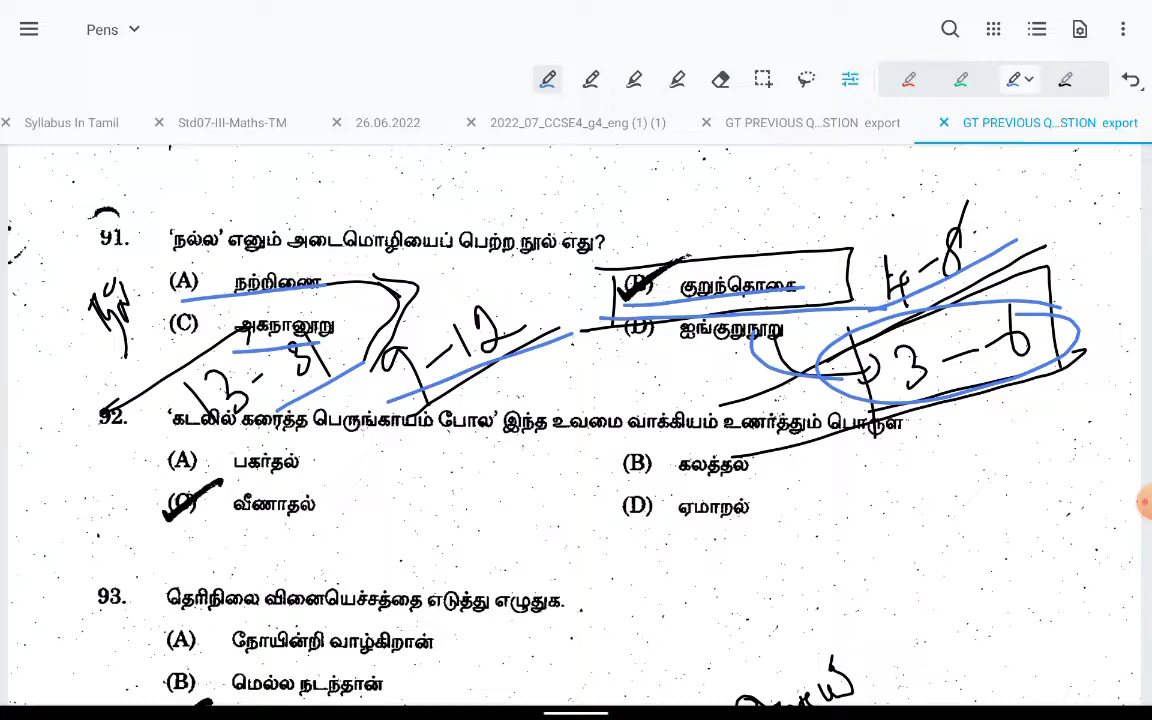 Pens
Syllabus In Tamil
Std07-III-Maths-TM
26.06.2022
2022_07_CCSE4_g4_eng (1) (1)
GT PREVIOUS Q...STION export
GT PREVIOUS Q...STION export
91. 'நல்ல' எனும் அடைமொழியைப் பெற்ற நூல் எது?
(A) நற்றிணை
(B) குறுந்தொகை
4-8
(C) அகநானூறு
(D) ஐங்குறுநூறு
13-31
9-12
3-6
92. 'கடலில் கரைத்த பெருங்காயம் போல' இந்த உவமை வாக்கியம் உணர்த்தும் பொருள்
(A) பகர்தல்
(B) கலத்தல்
(C) வீணாதல்
(D) ஏமாறல்
93. தெரிநிலை வினையெச்சத்தை எடுத்து எழுதுக.
(A) நோயின்றி வாழ்கிறான்
(B) மெல்ல நடந்தான்